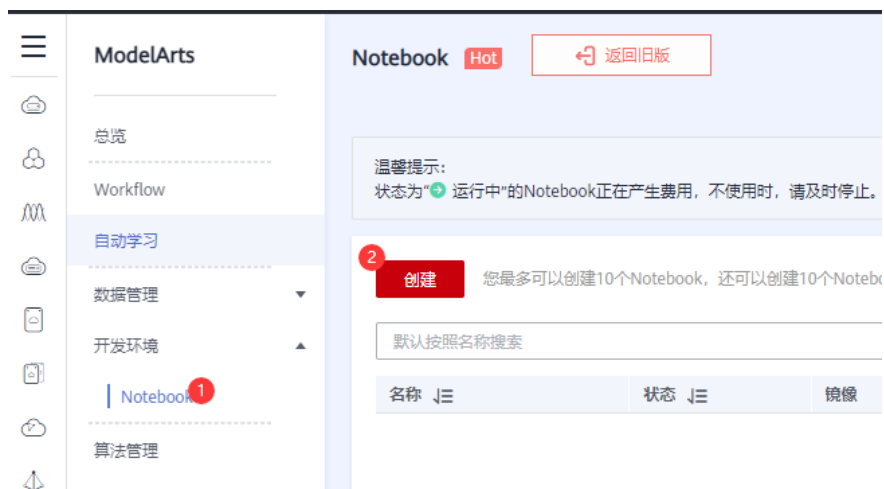 ModelArts
总览
Workflow
自动学习
数据管理
开发环境
Notebook 1
算法管理
Notebook Hot 返回旧版
温馨提示：
状态为“ 运行中”的Notebook正在产生费用，不使用时，请及时停止。
2
创建 您最多可以创建10个Notebook，还可以创建10个Notebo
默认按照名称搜索
名称 状态 镜像